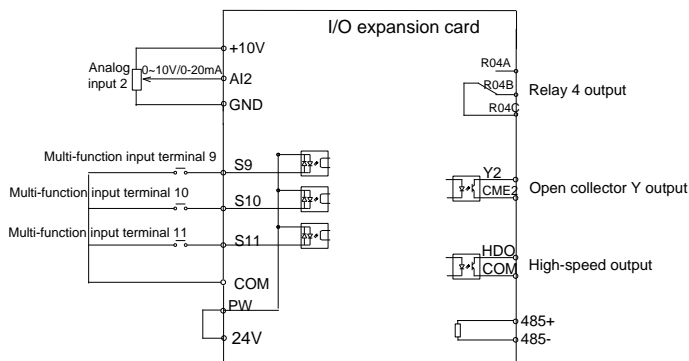 I/O expansion card
+10V
Analog
input 2
0~10V/0-20mA
AI2
GND
Multi-function input terminal 9
S9
Multi-function input terminal 10
S10
Multi-function input terminal 11
S11
COM
PW
24V
R04A
R04B
R04C
Relay 4 output
Y2
CME2
Open collector Y output
HDO
COM
High-speed output
485+
485-